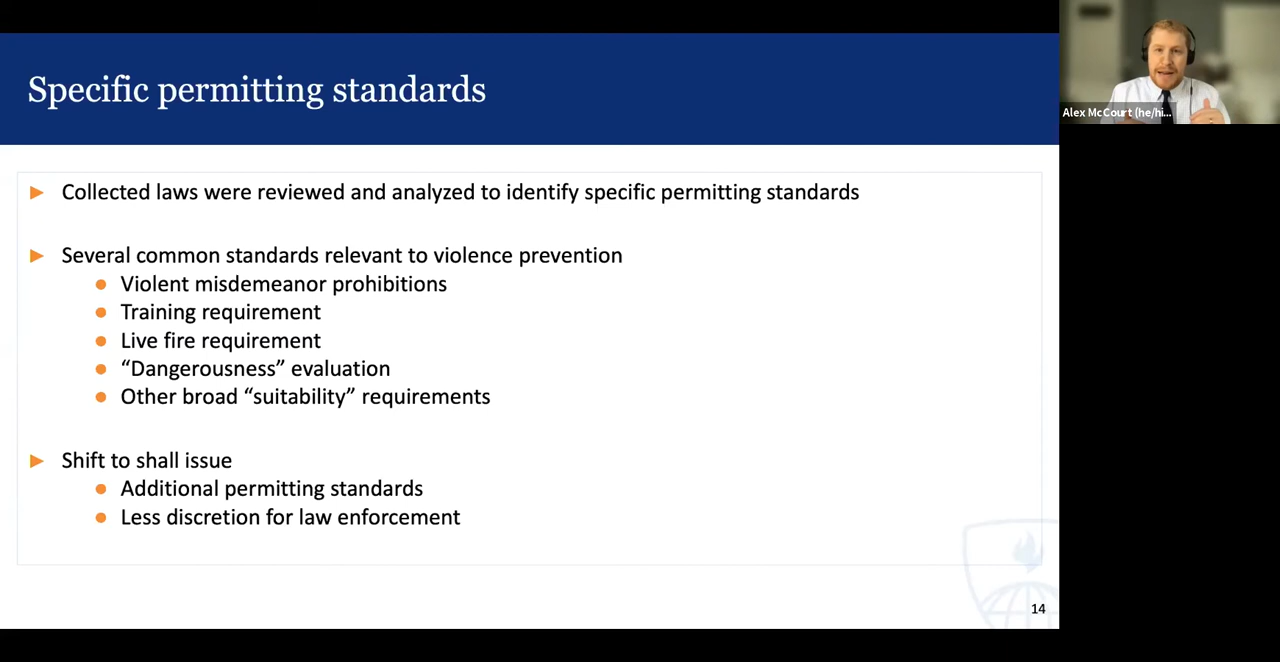 Specific permitting standards
Collected laws were reviewed and analyzed to identify specific permitting standards
Several common standards relevant to violence prevention
Violent misdemeanor prohibitions
Training requirement
Live fire requirement
“Dangerousness” evaluation
Other broad “suitability” requirements
Shift to shall issue
Additional permitting standards
Less discretion for law enforcement
14
Alex McCourt (he/hi...